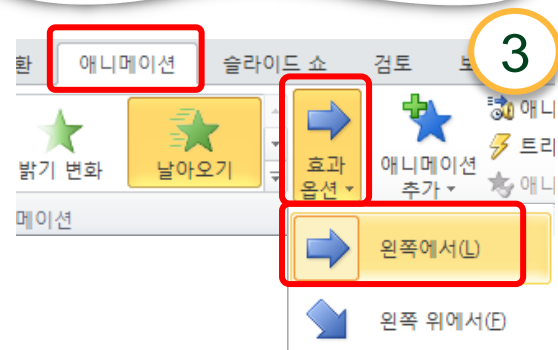 환 애니메이션 슬라이드 쇼 검토
3
밝기 변화 날아오기 효과 옵션 애니메이션 추가 애니
트리
애니
메이션
왼쪽에서(L)
왼쪽 위에서(F)